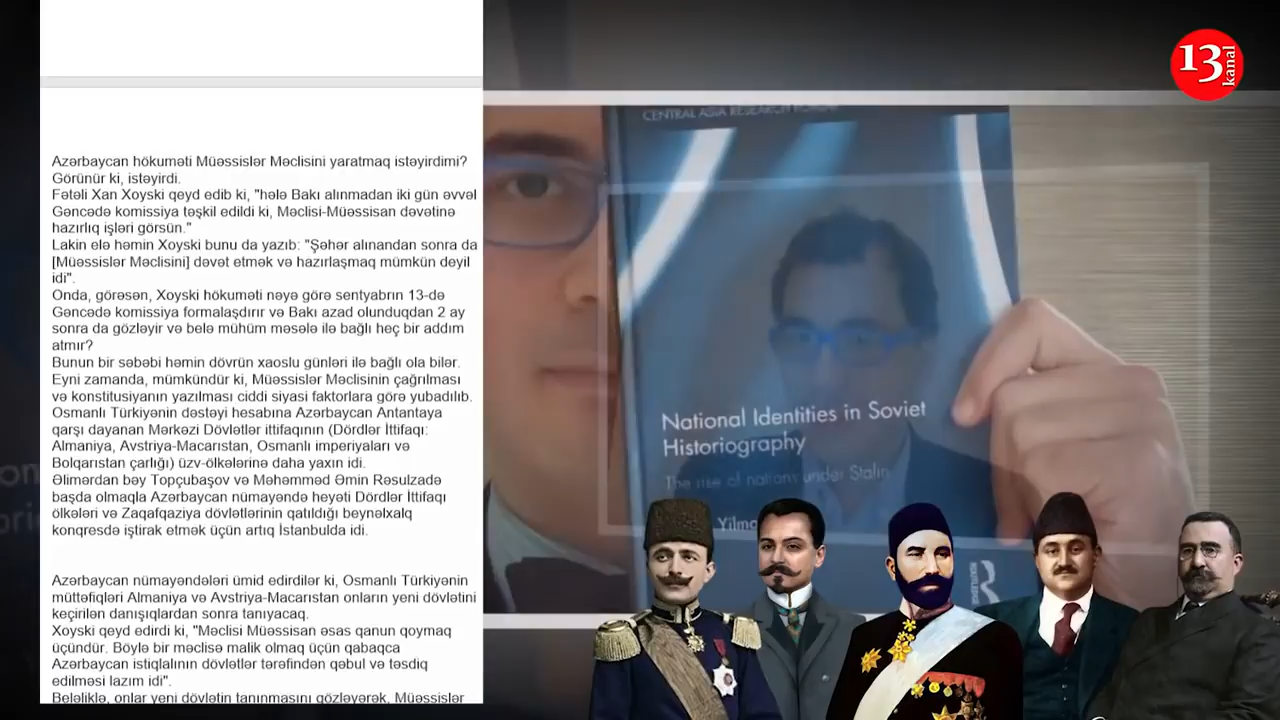 Azərbaycan hökuməti Müəssislər Məclisini yaratmaq istəyirdimi?
Görünür ki, istəyirdi.
Fətəli Xan Xoyski qeyd edib ki, "hələ Bakı alınmadan iki gün əvvəl
Gəncədə komissiya təşkil edildi ki, Məclisi-Müəssisan dəvətinə
hazırlıq işləri görsün."
Lakin elə həmin Xoyski bunu da yazıb: "Şəhər alınandan sonra da
[Müəssislər Məclisini] dəvət etmək və hazırlaşmaq mümkün deyil
idi".
Onda, görəsən, Xoyski hökuməti nəyə görə sentyabrın 13-də
Gəncədə komissiya formalaşdırır və Bakı azad olunduqdan 2 ay
sonra da gözləyir və belə mühüm məsələ ilə bağlı heç bir addım
atmır?
Bunun bir səbəbi həmin dövrün xaoslu günləri ilə bağlı ola bilər.
Eyni zamanda, mümkündür ki, Müəssislər Məclisinin çağrılması
və konstitusiyanın yazılması ciddi siyasi faktorlara görə yubadılıb.
Osmanlı Türkiyənin dəstəyi hesabına Azərbaycan Antantaya
qarşı dayanan Mərkəzi Dövlətlər ittifaqının (Dördlər İttifaqı:
Almaniya, Avstriya-Macarıstan, Osmanlı imperiyaları və
Bolqarıstan çarlığı) üzv-ölkələrinə daha yaxın idi.
Əlimərdan bəy Topçubaşov və Məhəmməd Əmin Rəsulzadə
başda olmaqla Azərbaycan nümayəndə heyəti Dördlər İttifaqı
ölkələri və Zaqafqaziya dövlətlərinin qatıldığı beynəlxalq
konqresdə iştirak etmək üçün artıq İstanbulda idi.
Azərbaycan nümayəndələri ümid edirdilər ki, Osmanlı Türkiyənin
müttəfiqləri Almaniya və Avstriya-Macarıstan onların yeni dövlətini
keçirilən danışıqlardan sonra tanıyacaq.
Xoyski qeyd edirdi ki, "Məclisi Müəssisan əsas qanun qoymaq
üçündür. Böylə bir məclisə malik olmaq üçün qabaqca
Azərbaycan istiqlalının dövlətlər tərəfindən qəbul və təsdiq
edilməsi lazım idi".
Beləliklə, onlar yeni dövlətin tanınmasını gözləyərək, Müəssislər
CENTRAL ASIA RESEARCH FORUM
National Identities in Soviet
Historiography
The rise of nations under Stalin
ROUTLEDGE
13
kanal